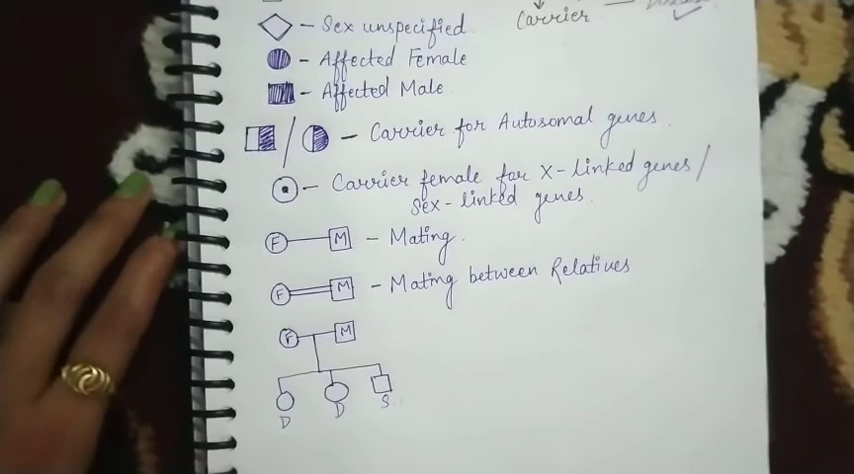 Carrier
- Sex unspecified.
- Affected Female
- Affected Male.
- Carrier for Autosomal genes.
- Carrier female for X-linked genes /
Sex-linked genes.
F M - Mating.
F M - Mating between Relatives
F M
D D S